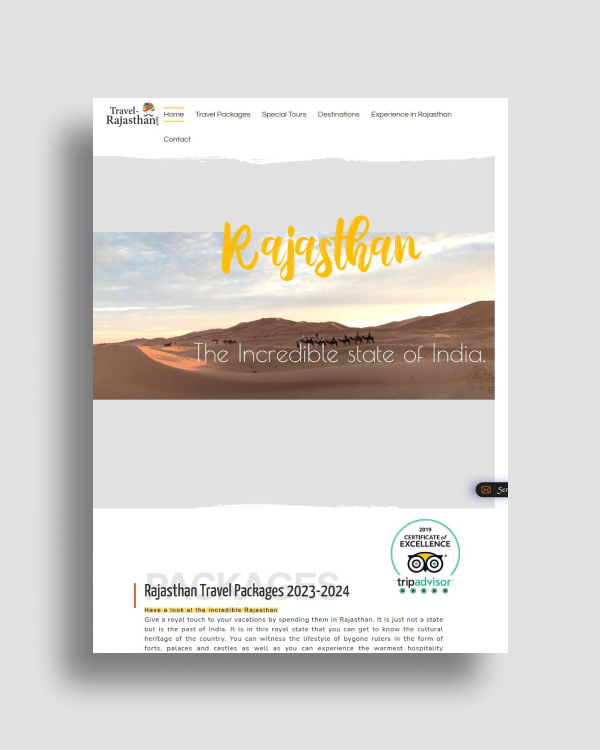 Travel-
Rajasthan
Home Travel Packages Special Tours Destinations Experience in Rajasthan
Contact
Rajasthan
The Incredible state of India.
2019
CERTIFICATE of
EXCELLENCE
tripadvisor
PACKAGES
Rajasthan Travel Packages 2023-2024
Have a look at the incredible Rajasthan
Give a royal touch to your vacations by spending them in Rajasthan. It is just not a state
but is the past of India. It is in this royal state that you can get to know the cultural
heritage of the country. You can witness the lifestyle of bygone rulers in the form of
forts, palaces and castles as well as you can experience the warmest hospitality